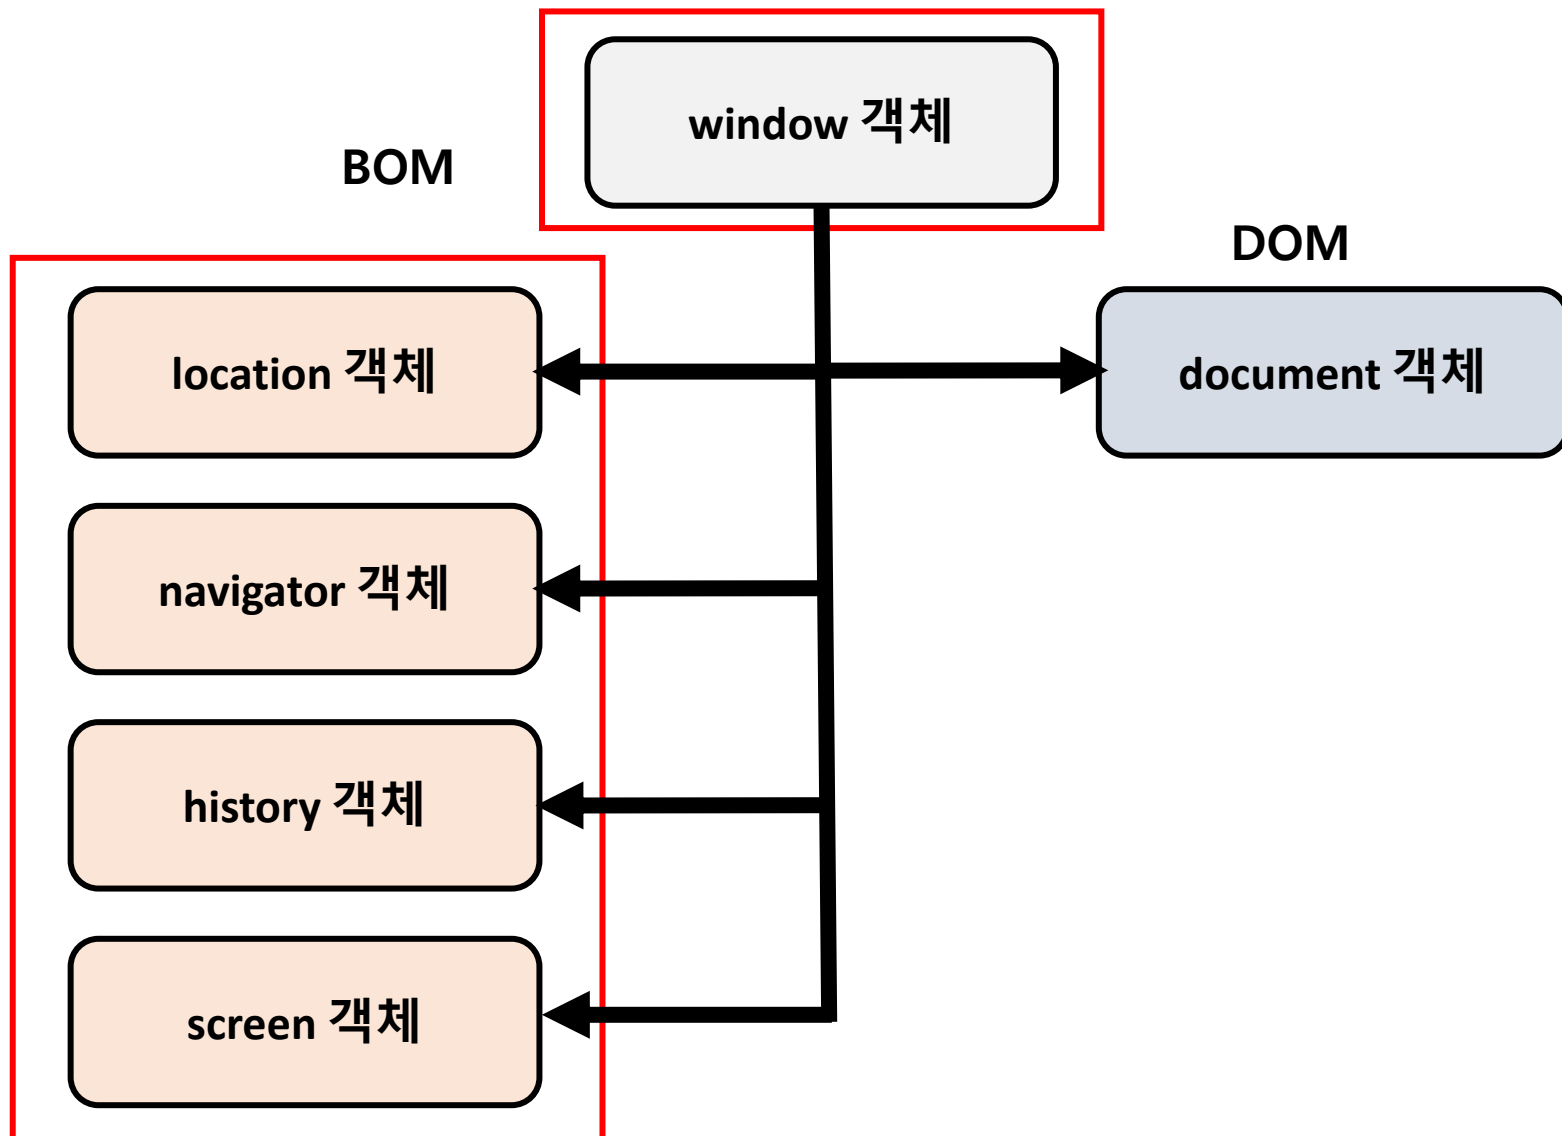 window 객체
BOM
DOM
location 객체
document 객체
navigator 객체
history 객체
screen 객체